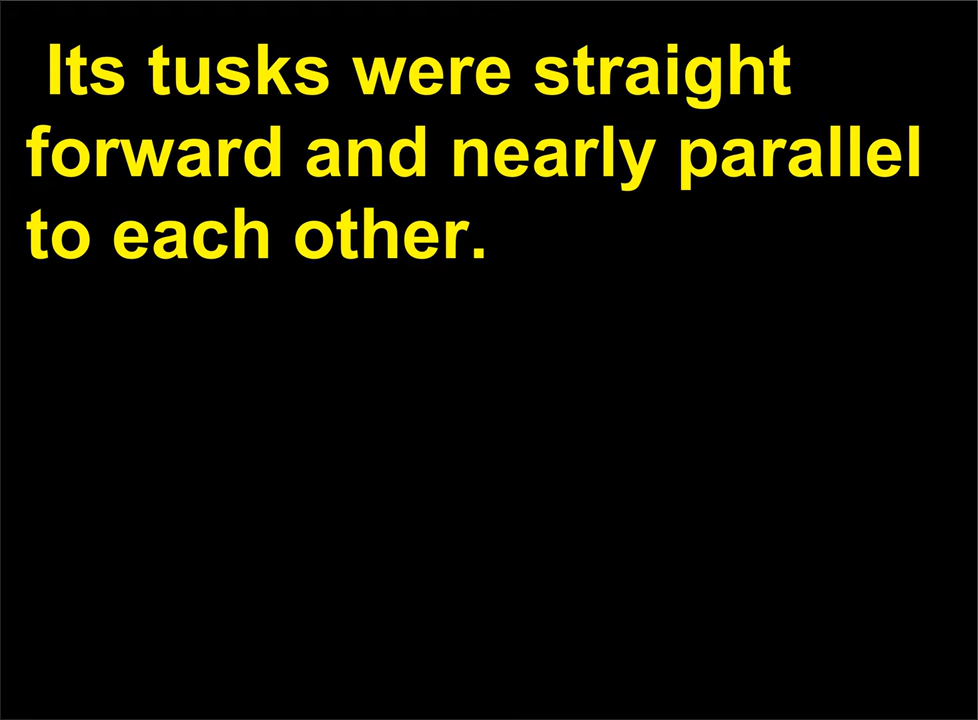 Its tusks were straight
forward and nearly parallel
to each other.